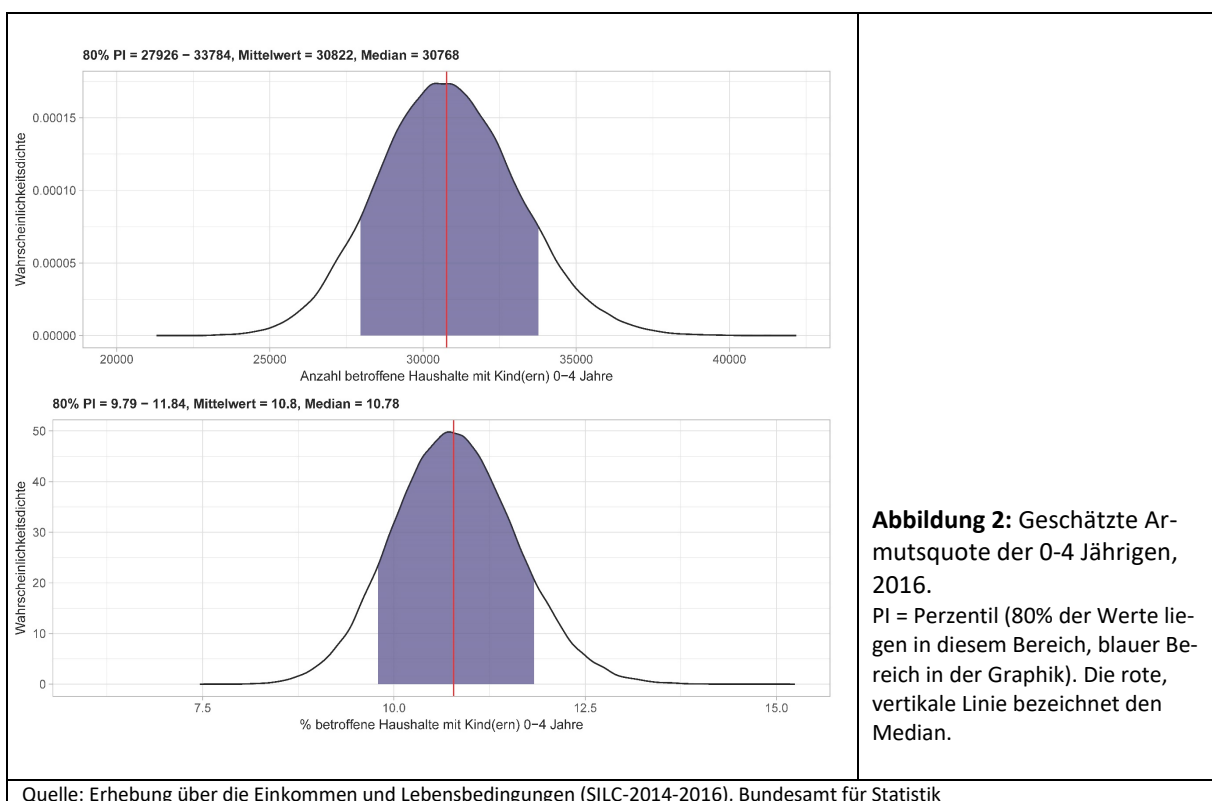 80% PI = 27926 − 33784, Mittelwert = 30822, Median = 30768
Wahrscheinlichkeitsdichte
0.00015
0.00010
0.00005
0.00000
20000 25000 30000 35000 40000
Anzahl betroffene Haushalte mit Kind(ern) 0−4 Jahre
80% PI = 9.79 − 11.84, Mittelwert = 10.8, Median = 10.78
Wahrscheinlichkeitsdichte
50
40
30
20
10
0
7.5 10.0 12.5 15.0
% betroffene Haushalte mit Kind(ern) 0−4 Jahre
Abbildung 2: Geschätzte Ar-
mutsquote der 0-4 Jährigen,
2016.
PI = Perzentil (80% der Werte lie-
gen in diesem Bereich, blauer Be-
reich in der Graphik). Die rote,
vertikale Linie bezeichnet den
Median.
Quelle: Erhebung über die Einkommen und Lebensbedingungen (SILC-2014-2016), Bundesamt für Statistik